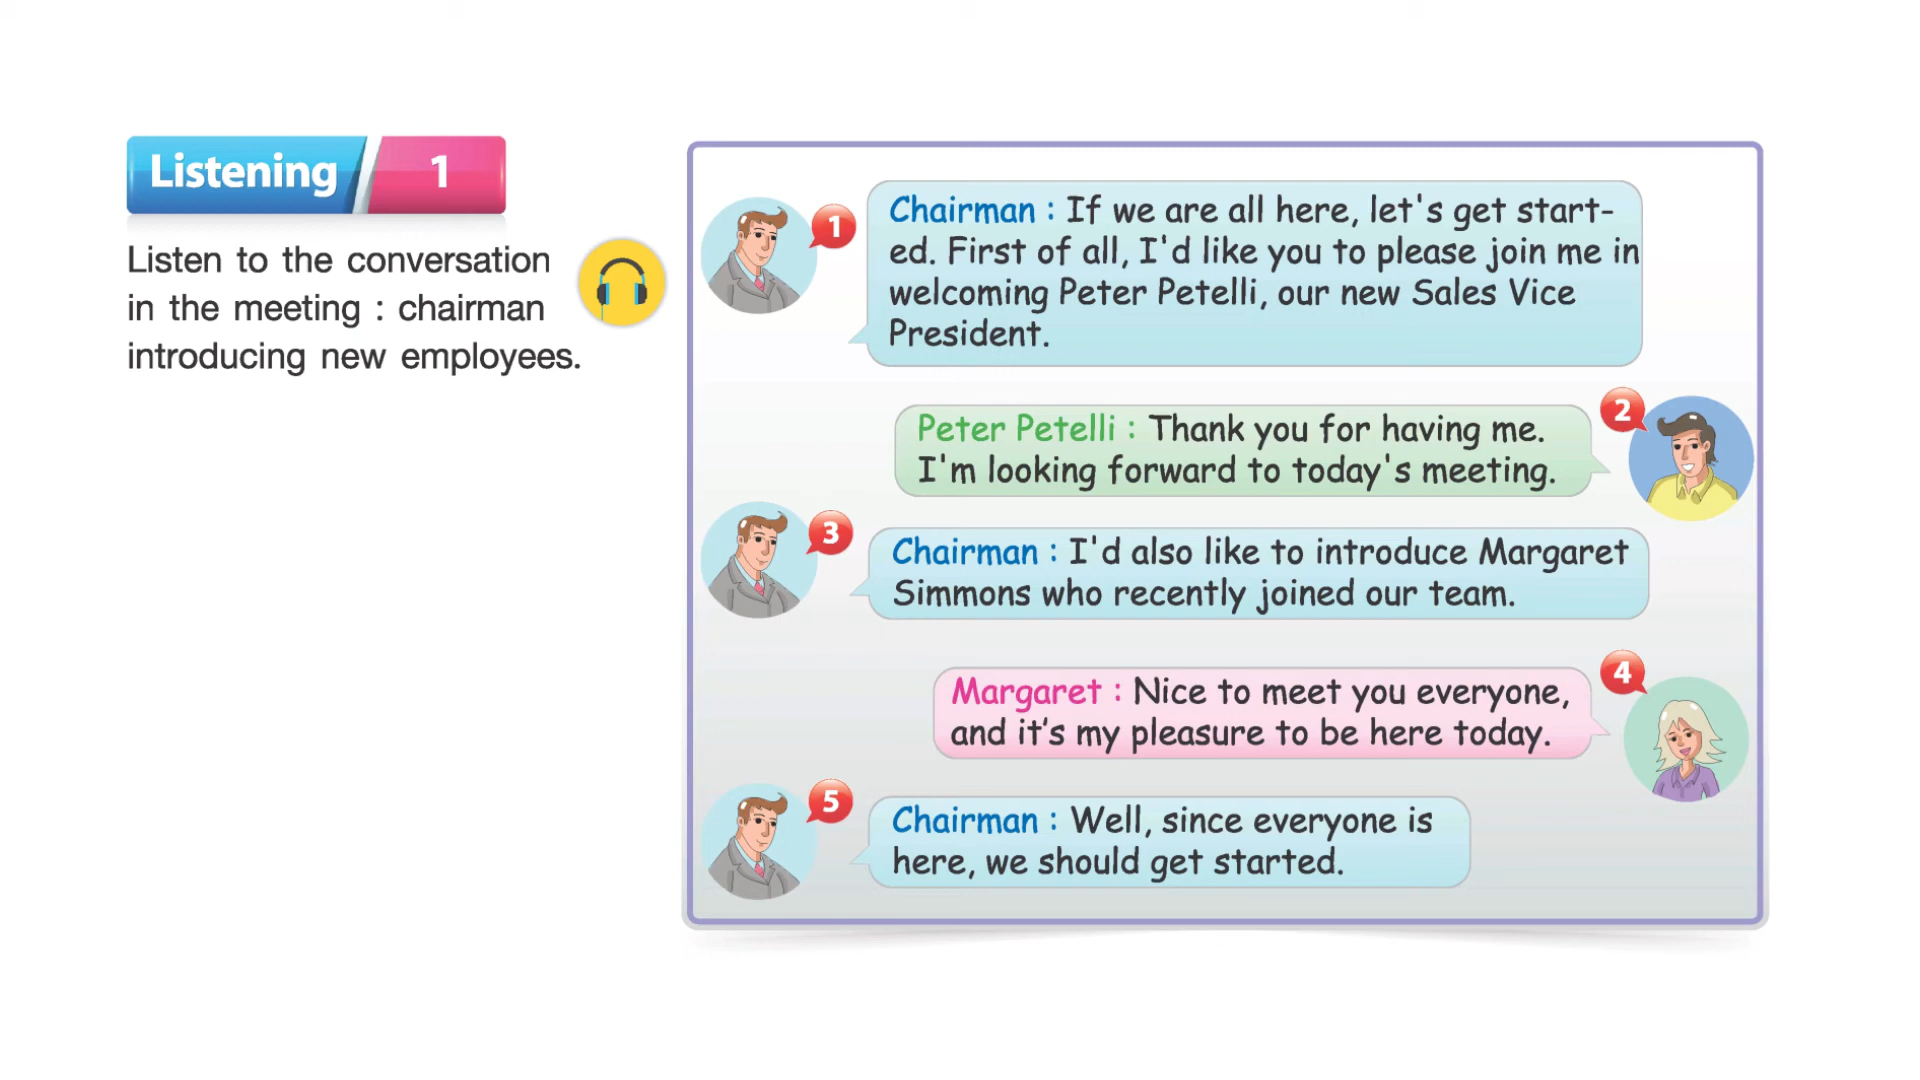 Listening 1
Listen to the conversation
in the meeting : chairman
introducing new employees.
1
Chairman : If we are all here, let's get start-
ed. First of all, I'd like you to please join me in
welcoming Peter Petelli, our new Sales Vice
President.
2
Peter Petelli : Thank you for having me.
I'm looking forward to today's meeting.
3
Chairman : I'd also like to introduce Margaret
Simmons who recently joined our team.
4
Margaret : Nice to meet you everyone,
and it's my pleasure to be here today.
5
Chairman : Well, since everyone is
here, we should get started.